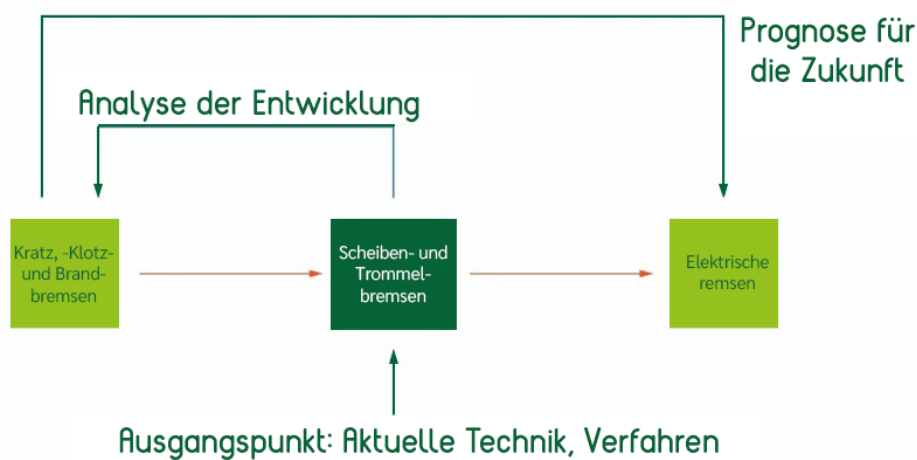 Prognose für
die Zukunft
Analyse der Entwicklung
Kratz, -Klotz-
und Brand-
bremsen
Scheiben- und
Trommel-
bremsen
Elektrische
remsen
Ausgangspunkt: Aktuelle Technik, Verfahren